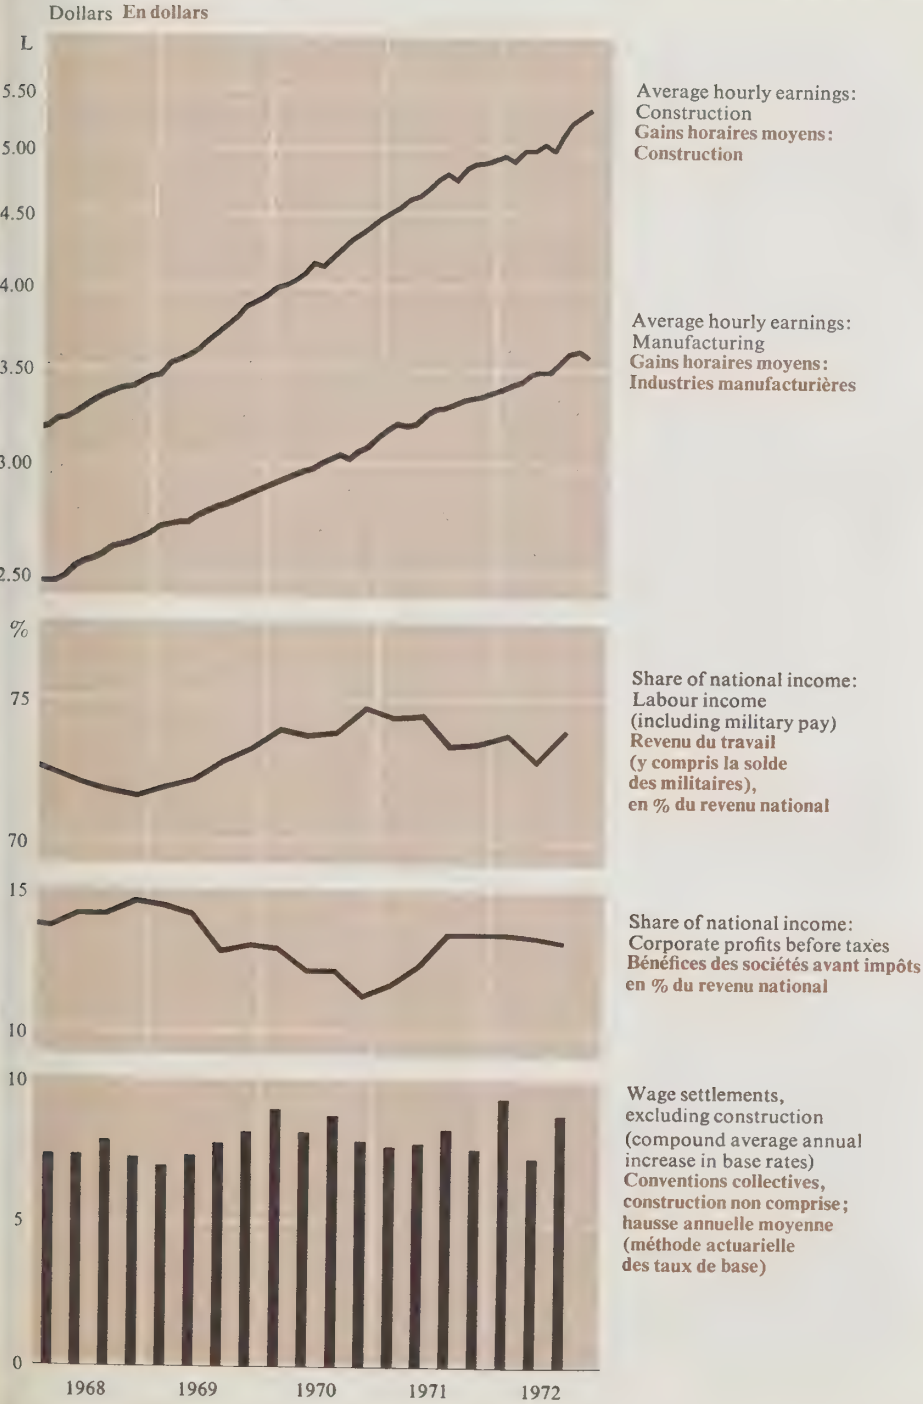 Dollars En dollars
L
5.50
5.00
4.50
4.00
3.50
3.00
2.50
Average hourly earnings:
Construction
Gains horaires moyens:
Construction
Average hourly earnings:
Manufacturing
Gains horaires moyens:
Industries manufacturières
%
75
70
Share of national income:
Labour income
(including military pay)
Revenu du travail
(y compris la solde
des militaires),
en % du revenu national
15
10
Share of national income:
Corporate profits before taxes
Bénéfices des sociétés avant impôts
en % du revenu national
10
5
0
Wage settlements,
excluding construction
(compound average annual
increase in base rates)
Conventions collectives,
construction non comprise;
hausse annuelle moyenne
(méthode actuarielle
des taux de base)
1968 1969 1970 1971 1972